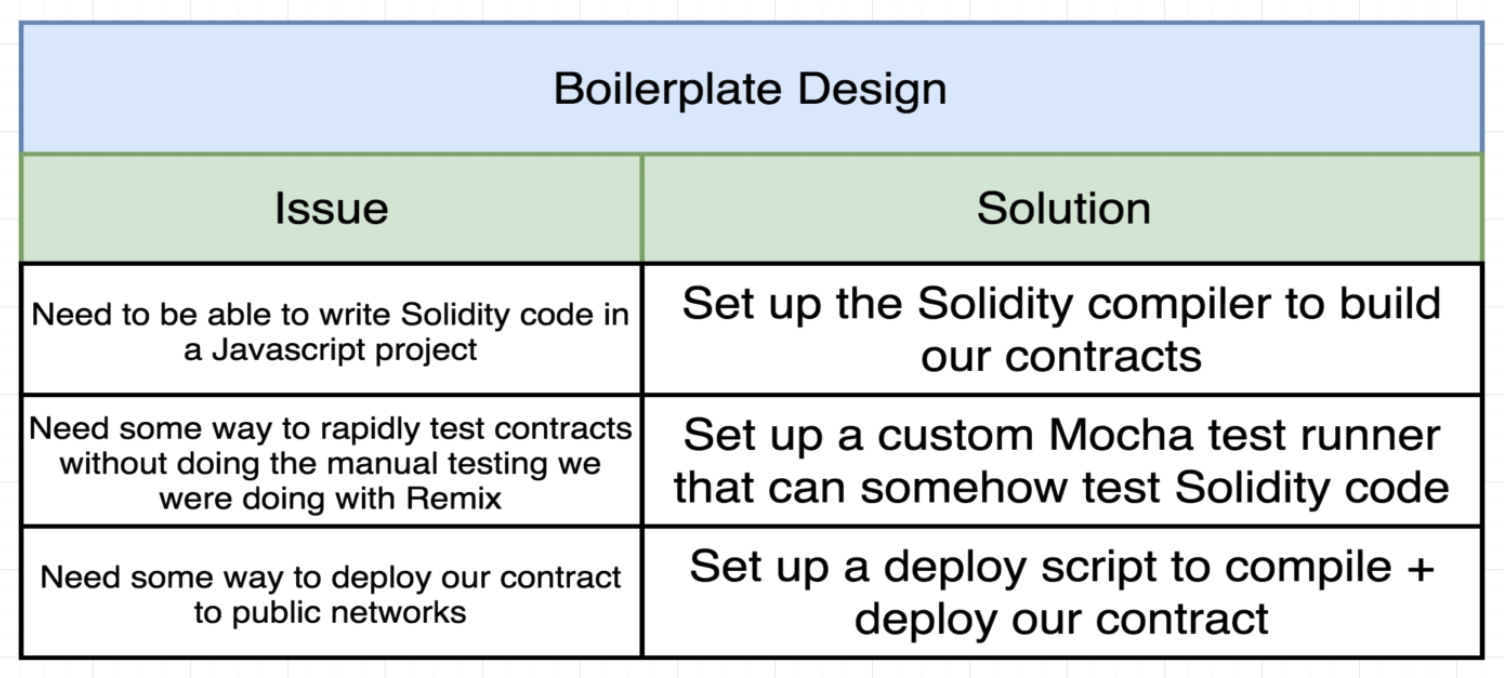 Boilerplate Design
Issue
Solution
Need to be able to write Solidity code in
a Javascript project
Set up the Solidity compiler to build
our contracts
Need some way to rapidly test contracts
without doing the manual testing we
were doing with Remix
Set up a custom Mocha test runner
that can somehow test Solidity code
Need some way to deploy our contract
to public networks
Set up a deploy script to compile +
deploy our contract